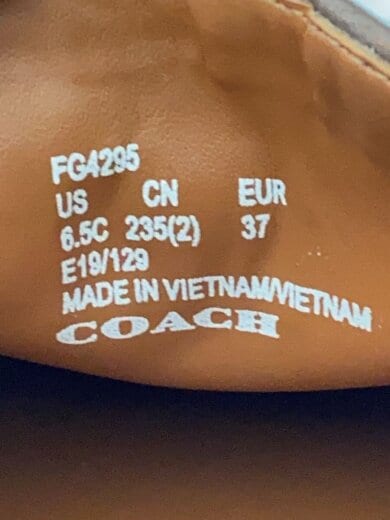 FG4295
US CN EUR
6.5C 235(2) 37
E19/129
MADE IN VIETNAM/VIETNAM
COACH